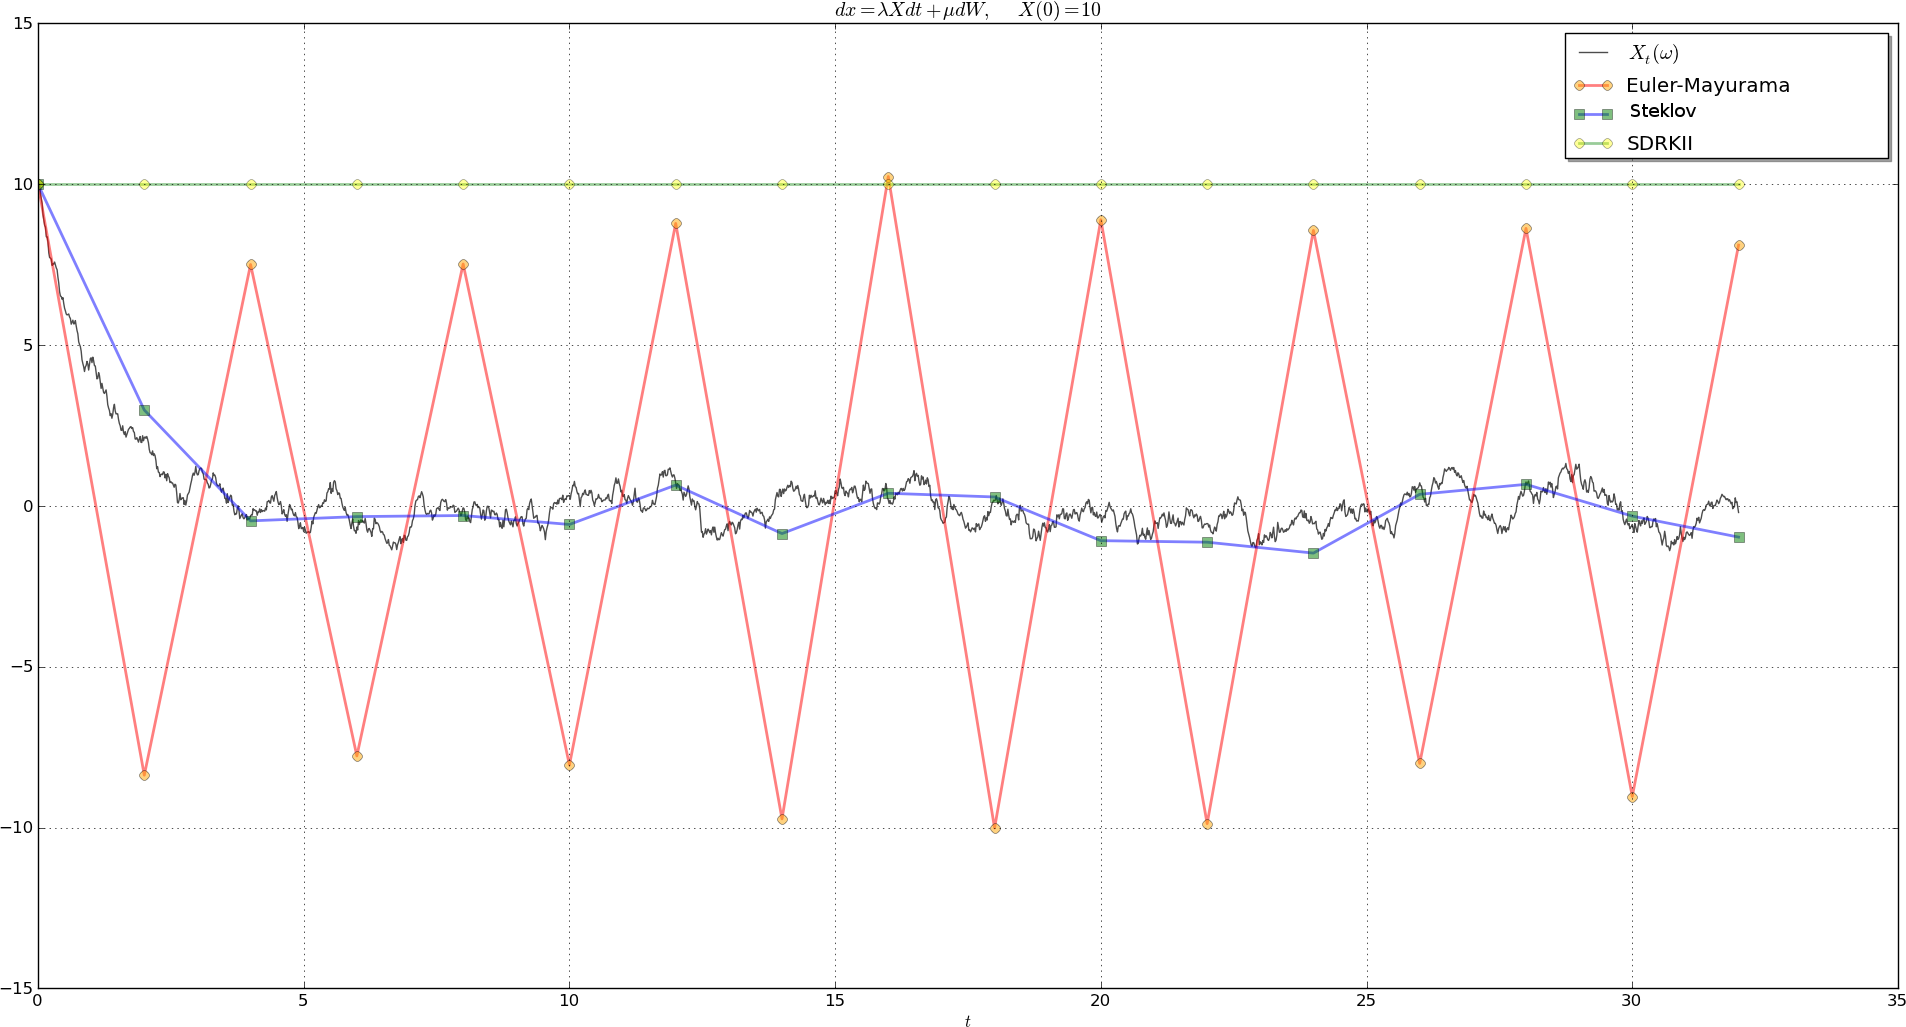 dx = λXdt + μdW,    X(0) = 10
15
10
5
0
−5
−10
−15
X_t(ω)
Euler-Mayurama
Steklov
SDRKII
0 5 10 15 20 25 30 35
t